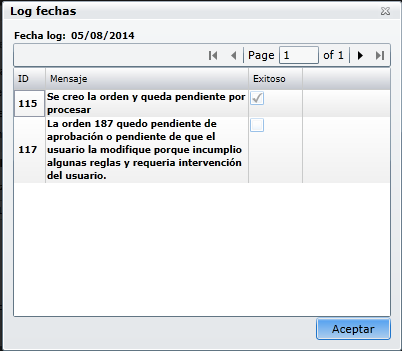 Log fechas
Fecha log: 05/08/2014
Page 1 of 1
ID Mensaje Exitoso
115 Se creo la orden y queda pendiente por
procesar
La orden 187 quedo pendiente de
aprobación o pendiente de que el
117 usuario la modifique porque incumplio
algunas reglas y requeria intervención
del usuario.
Aceptar